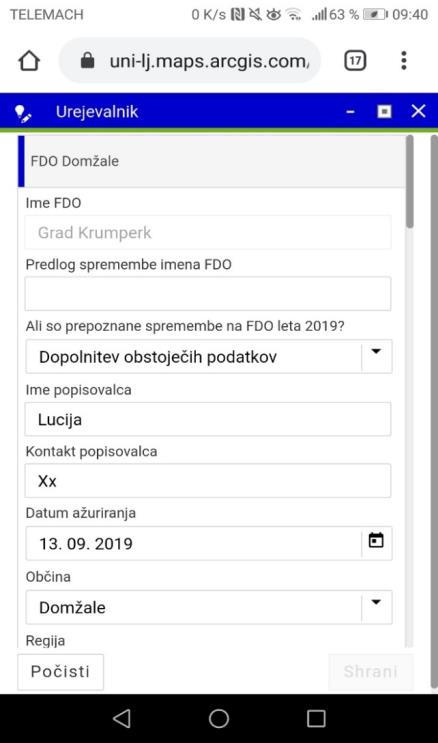 TELEMACH 0 K/s 63 % 09:40
uni-lj.maps.arcgis.com/ 17
Urejevalnik
FDO Domžale
Ime FDO
Grad Krumperk
Predlog spremembe imena FDO
Ali so prepoznane spremembe na FDO leta 2019?
Dopolnitev obstoječih podatkov
Ime popisovalca
Lucija
Kontakt popisovalca
Xx
Datum ažuriranja
13. 09. 2019
Občina
Domžale
Regija
Počisti Shrani